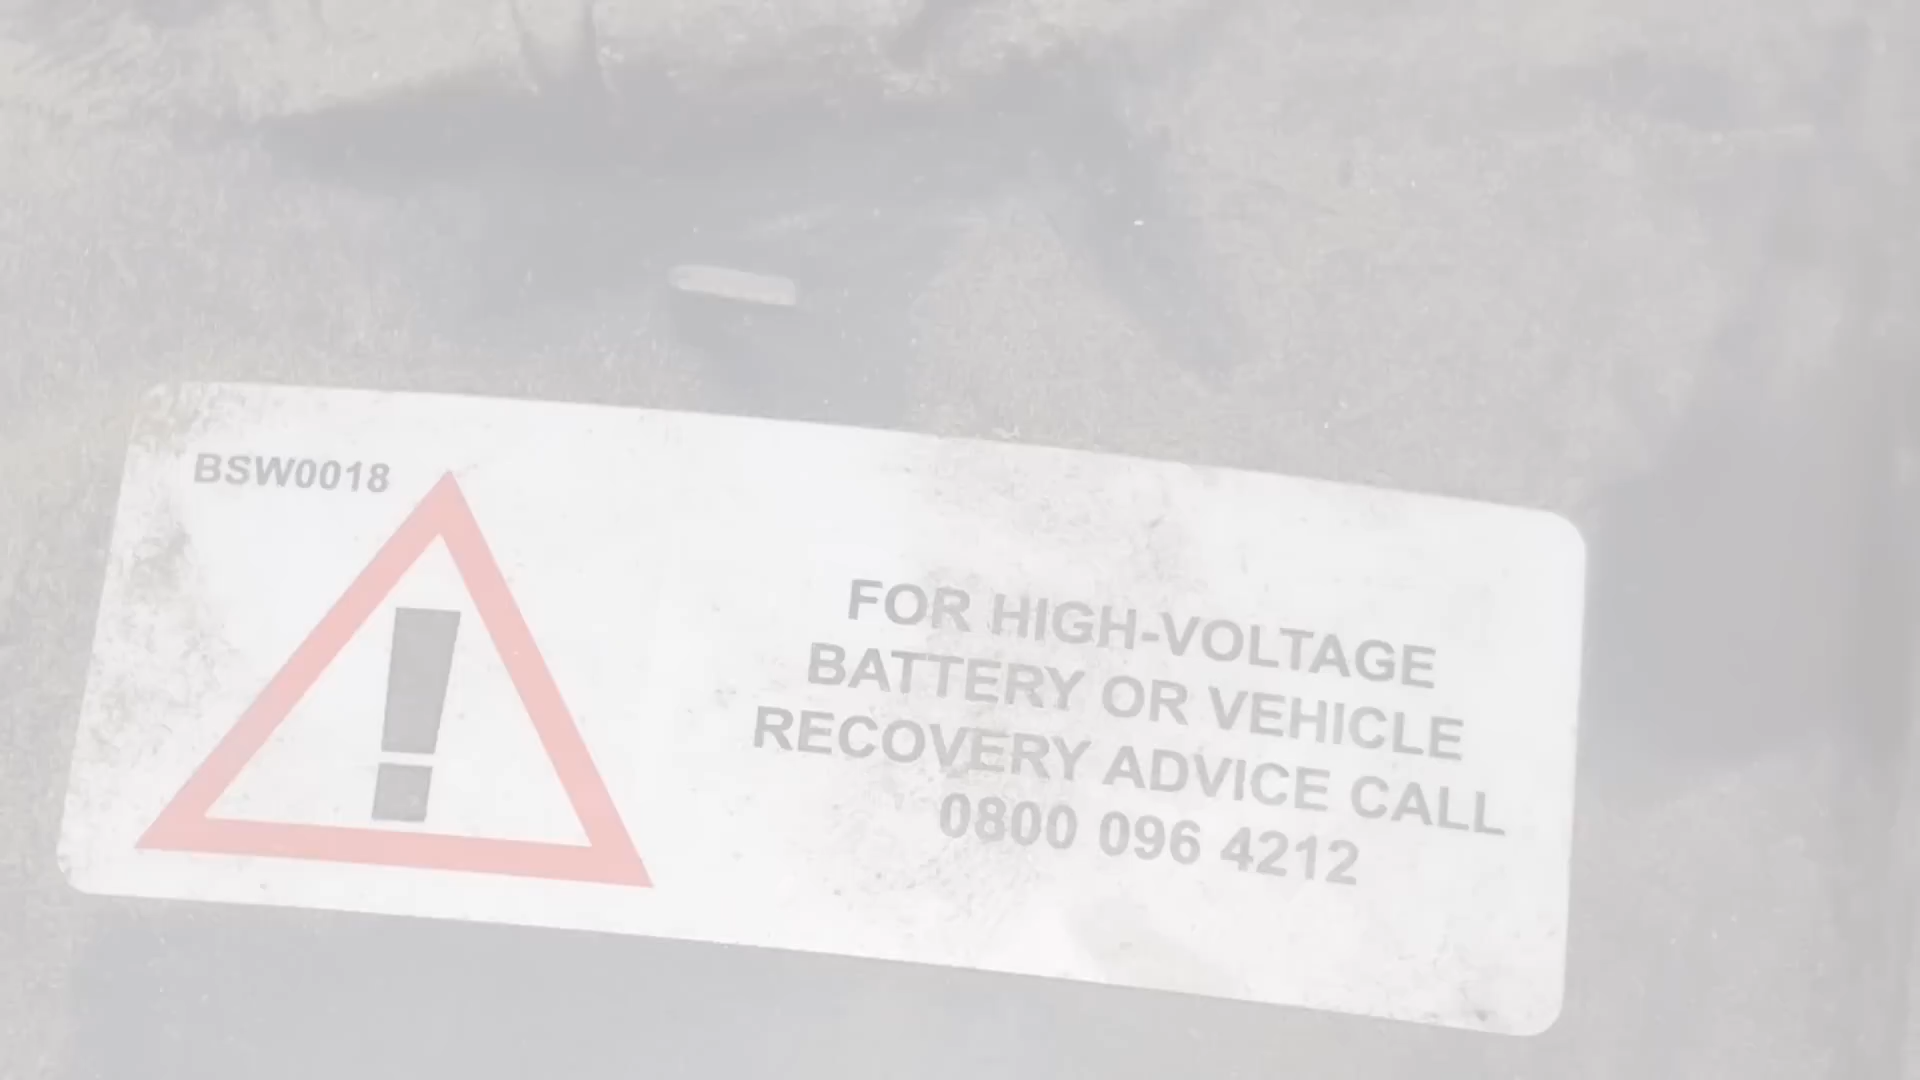 BSW0018
FOR HIGH-VOLTAGE
BATTERY OR VEHICLE
RECOVERY ADVICE CALL
0800 096 4212